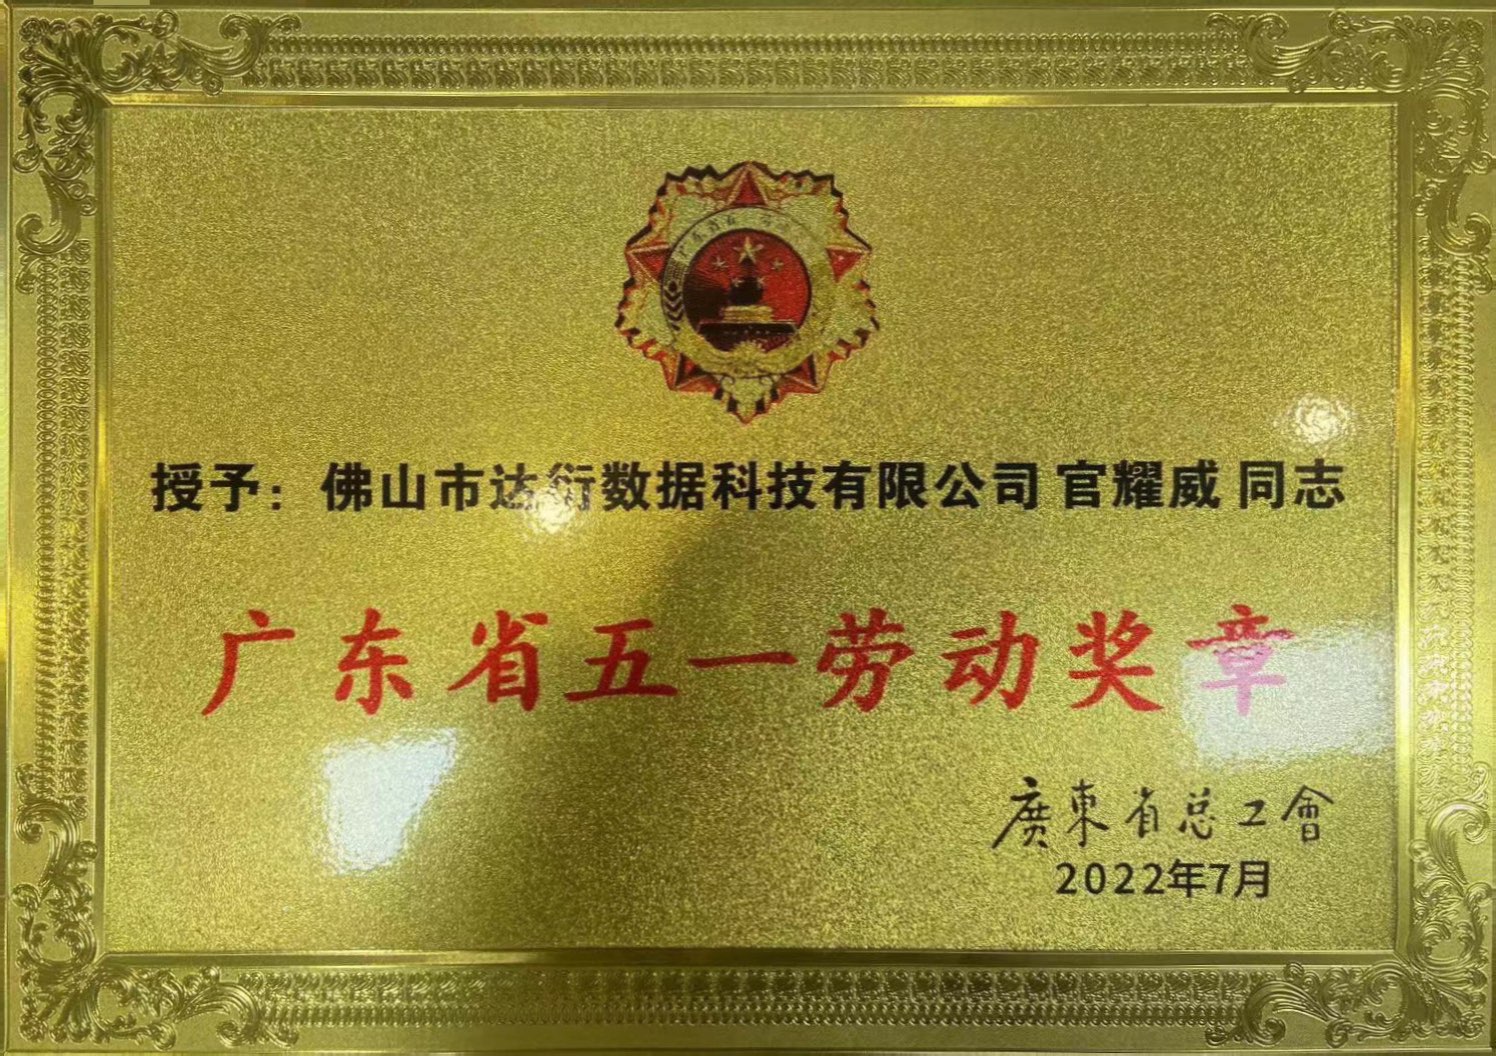 授予：佛山市达衍数据科技有限公司 官耀威 同志
广东省五一劳动奖章
廣東省总工會
2022年7月